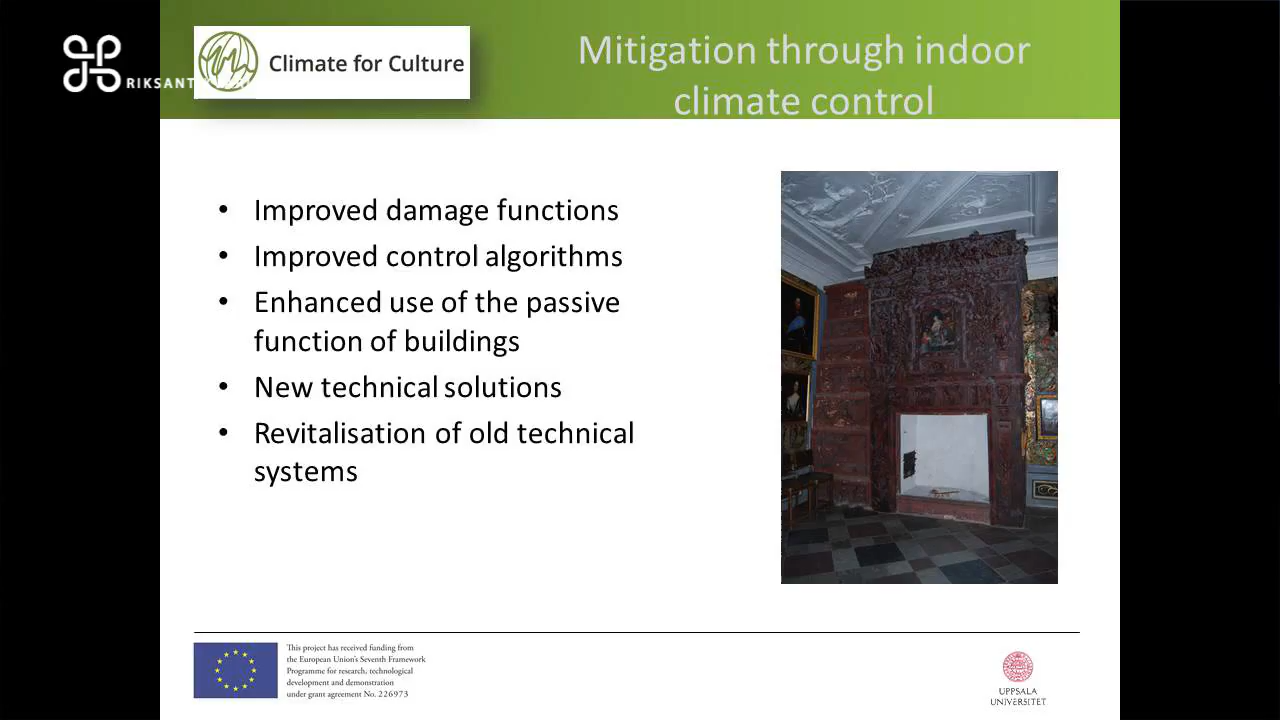 RIKSANT
Climate for Culture
Mitigation through indoor
climate control
• Improved damage functions
• Improved control algorithms
• Enhanced use of the passive
function of buildings
• New technical solutions
• Revitalisation of old technical
systems
This project has received funding from
the European Union's Seventh Framework
Programme for research, technological
development and demonstration
under grant agreement No. 226973
UPPSALA
UNIVERSITET